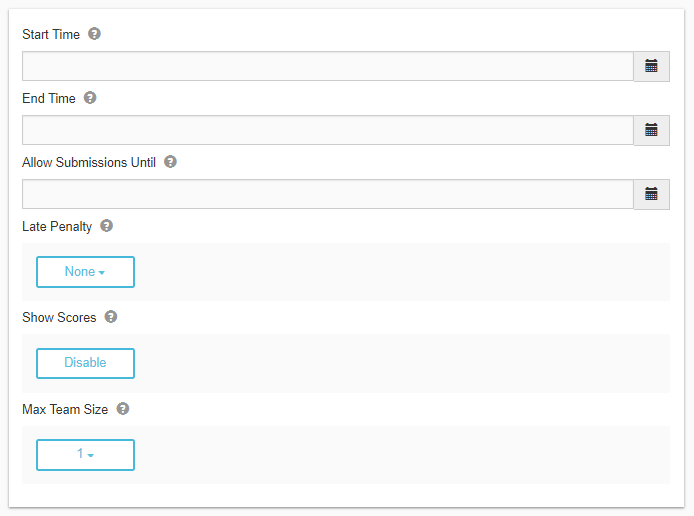 Start Time
End Time
Allow Submissions Until
Late Penalty
None
Show Scores
Disable
Max Team Size
1